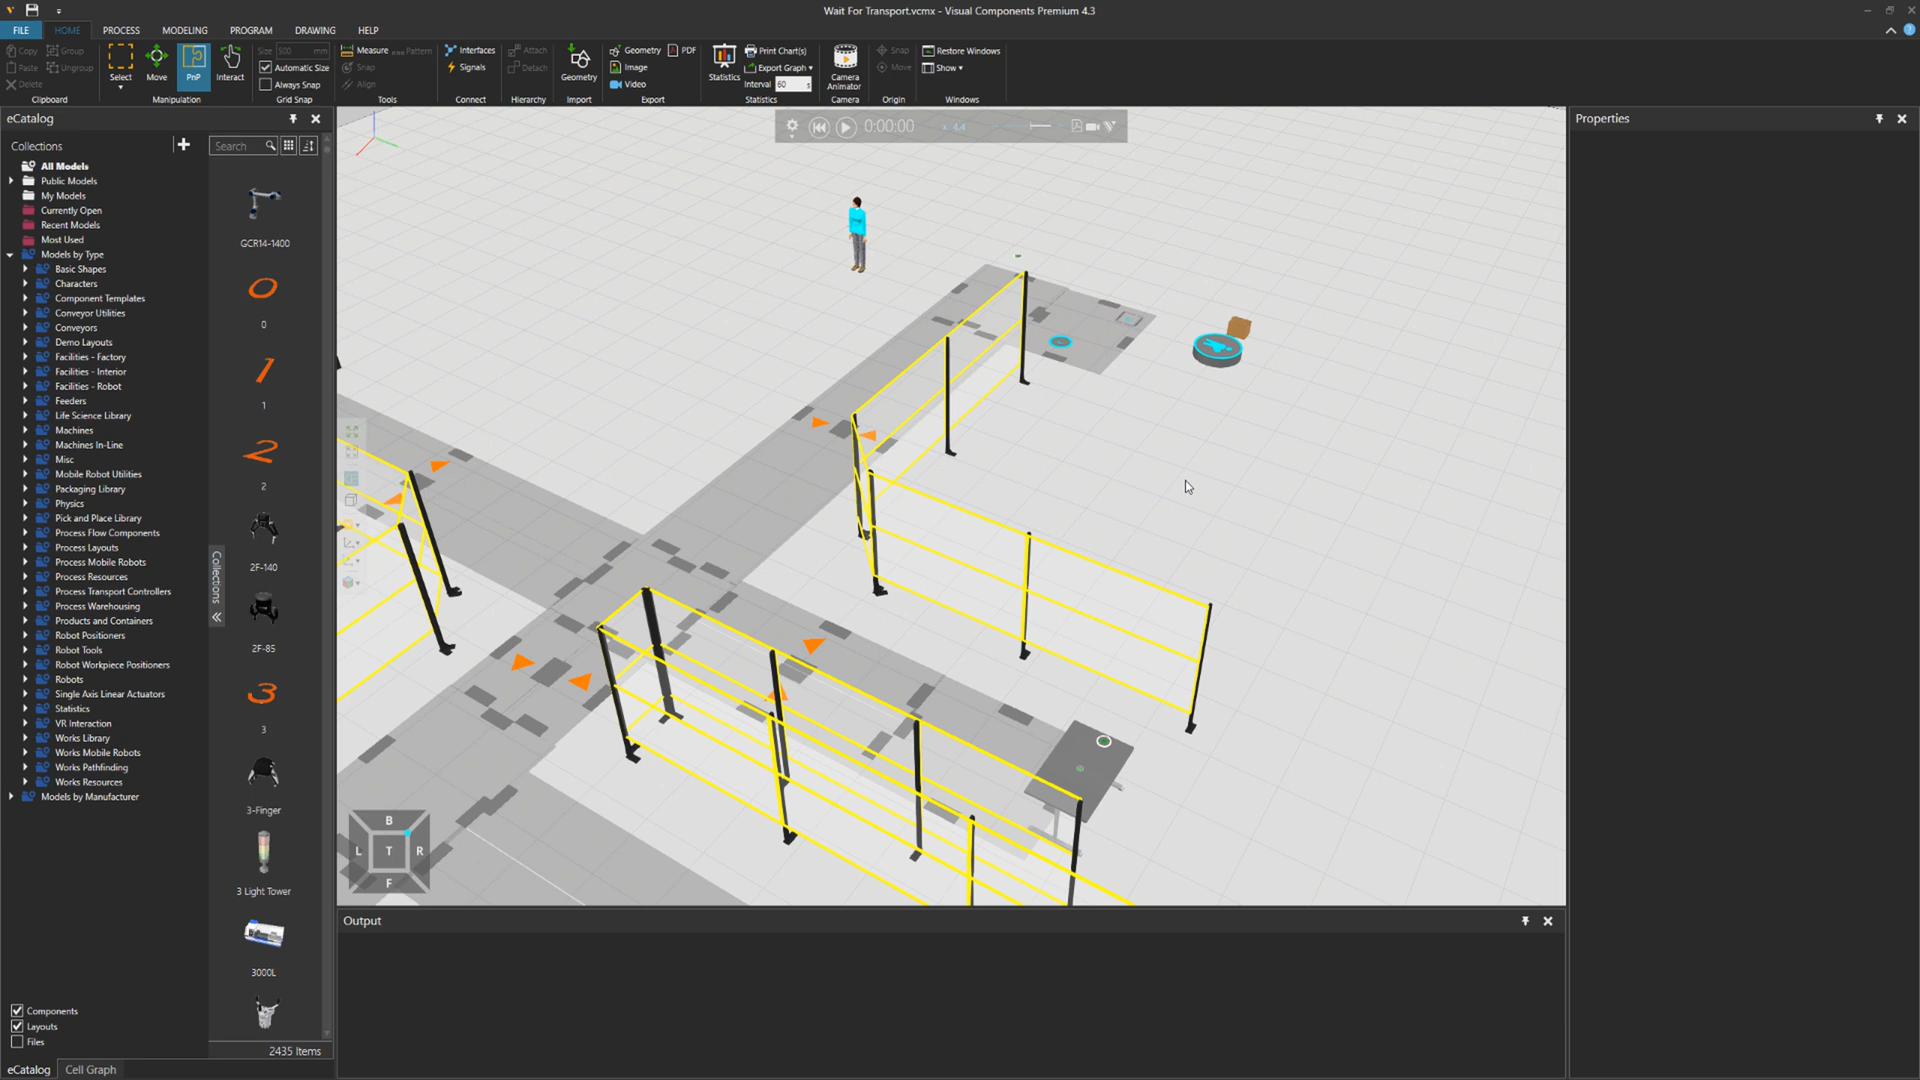 Wait For Transport.vcmx - Visual Components Premium 4.3
FILE HOME PROCESS MODELING PROGRAM DRAWING HELP
Copy Group
Paste Ungroup
Delete
Clipboard
Select Move PnP Interact
Manipulation
Size 500 mm
Automatic Size
Always Snap
Grid Snap
Measure Pattern
Snap
Align
Tools
Interfaces
Signals
Connect
Attach
Detach
Hierarchy
Geometry
Import
Geometry PDF
Image
Video
Export
Statistics
Print Chart(s)
Export Graph
Interval 60 s
Statistics
Camera Animator
Camera
Snap
Move
Origin
Restore Windows
Show
Windows
eCatalog
Collections
All Models
Public Models
My Models
Currently Open
Recent Models
Most Used
Models by Type
Basic Shapes
Characters
Component Templates
Conveyor Utilities
Conveyors
Demo Layouts
Facilities - Factory
Facilities - Interior
Facilities - Robot
Feeders
Life Science Library
Machines
Machines In-Line
Misc
Mobile Robot Utilities
Packaging Library
Physics
Pick and Place Library
Process Flow Components
Process Layouts
Process Mobile Robots
Process Resources
Process Transport Controllers
Process Warehousing
Products and Containers
Robot Positioners
Robot Tools
Robot Workpiece Positioners
Robots
Single Axis Linear Actuators
Statistics
VR Interaction
Works Library
Works Mobile Robots
Works Pathfinding
Works Resources
Models by Manufacturer
Components
Layouts
Files
eCatalog Cell Graph
Collections
Search
GCR14-1400
0
0
1
1
2
2
2F-140
2F-85
3
3
3-Finger
3 Light Tower
3000L
2435 Items
0:00:00
x 4.4
B
L T R
F
Output
Properties